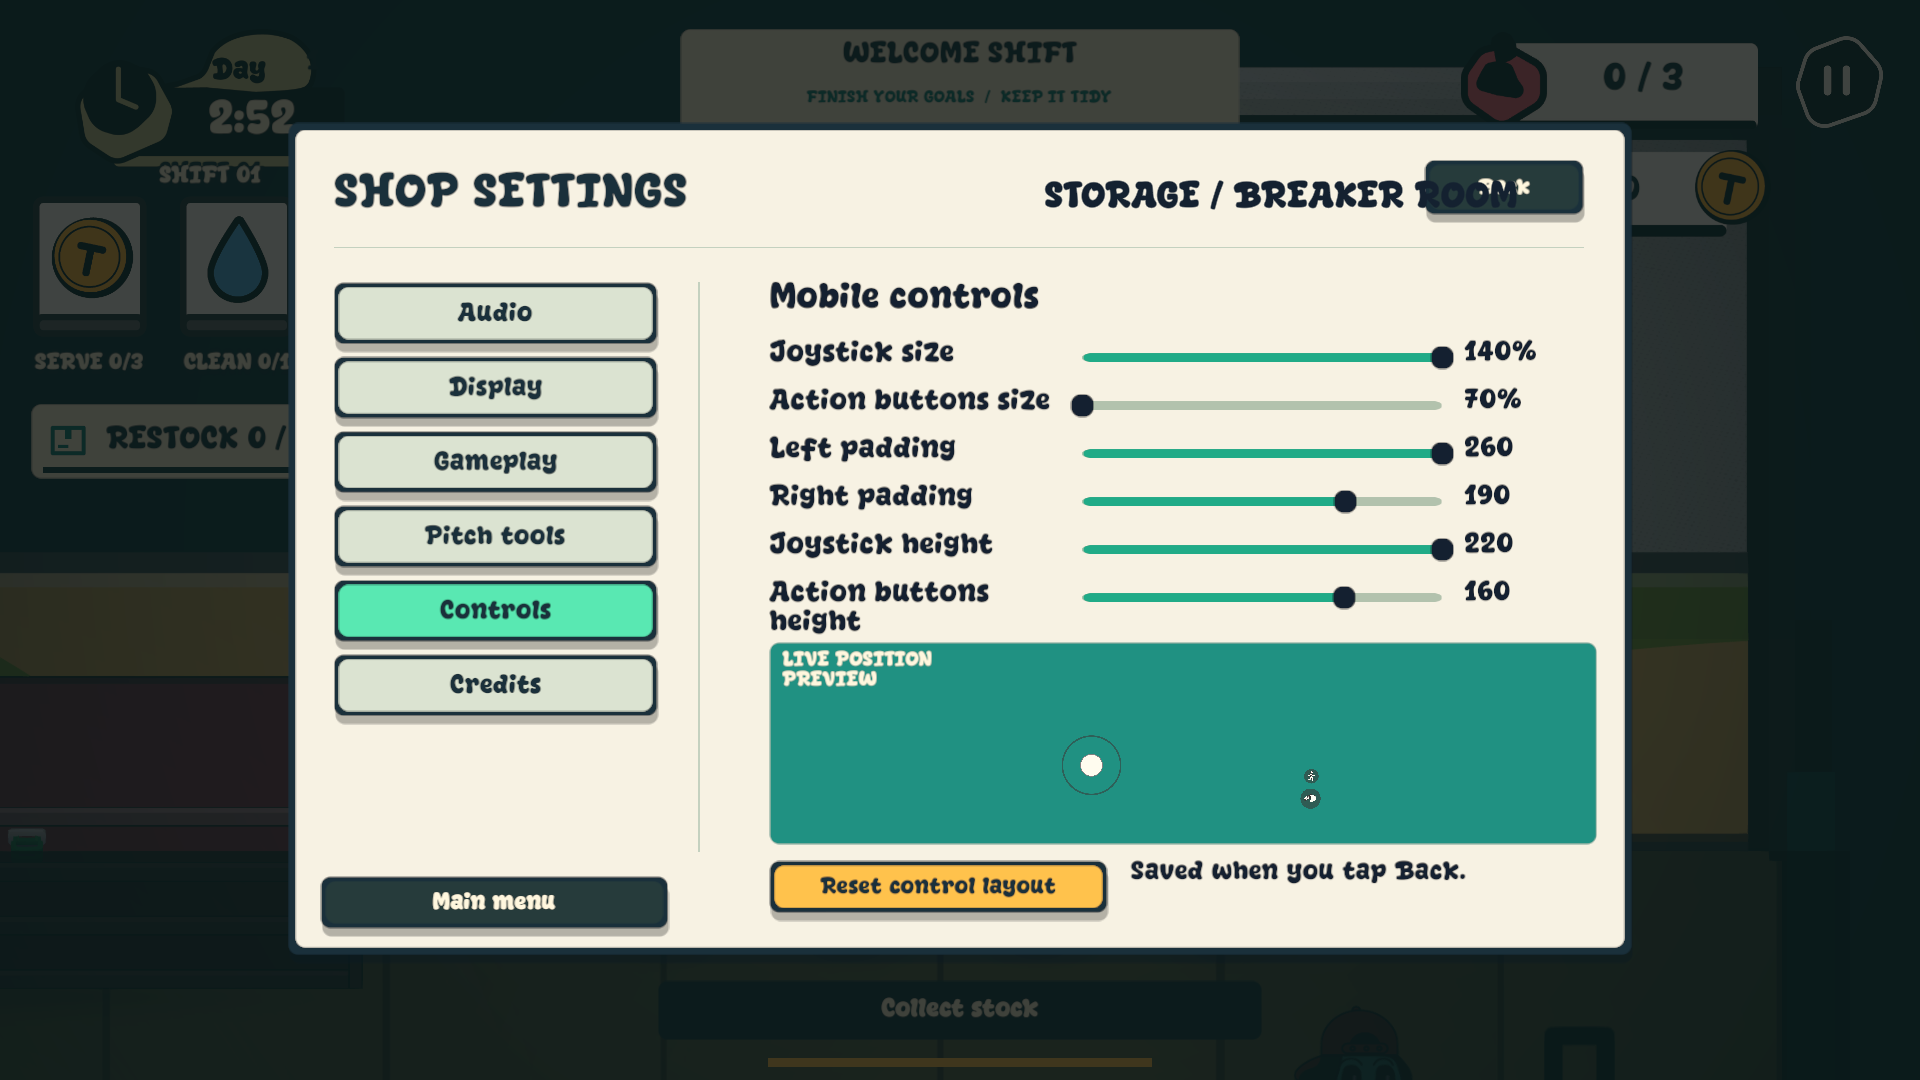 Day
2:52
SHIFT 01
WELCOME SHIFT
FINISH YOUR GOALS / KEEP IT TIDY
0 / 3
SERVE 0/3
CLEAN 0/1
RESTOCK 0 /
SHOP SETTINGS
STORAGE / BREAKER ROOM
Audio
Display
Gameplay
Pitch tools
Controls
Credits
Main menu
Mobile controls
Joystick size 140%
Action buttons size 70%
Left padding 260
Right padding 190
Joystick height 220
Action buttons
height 160
LIVE POSITION
PREVIEW
Reset control layout
Saved when you tap Back.
Collect stock